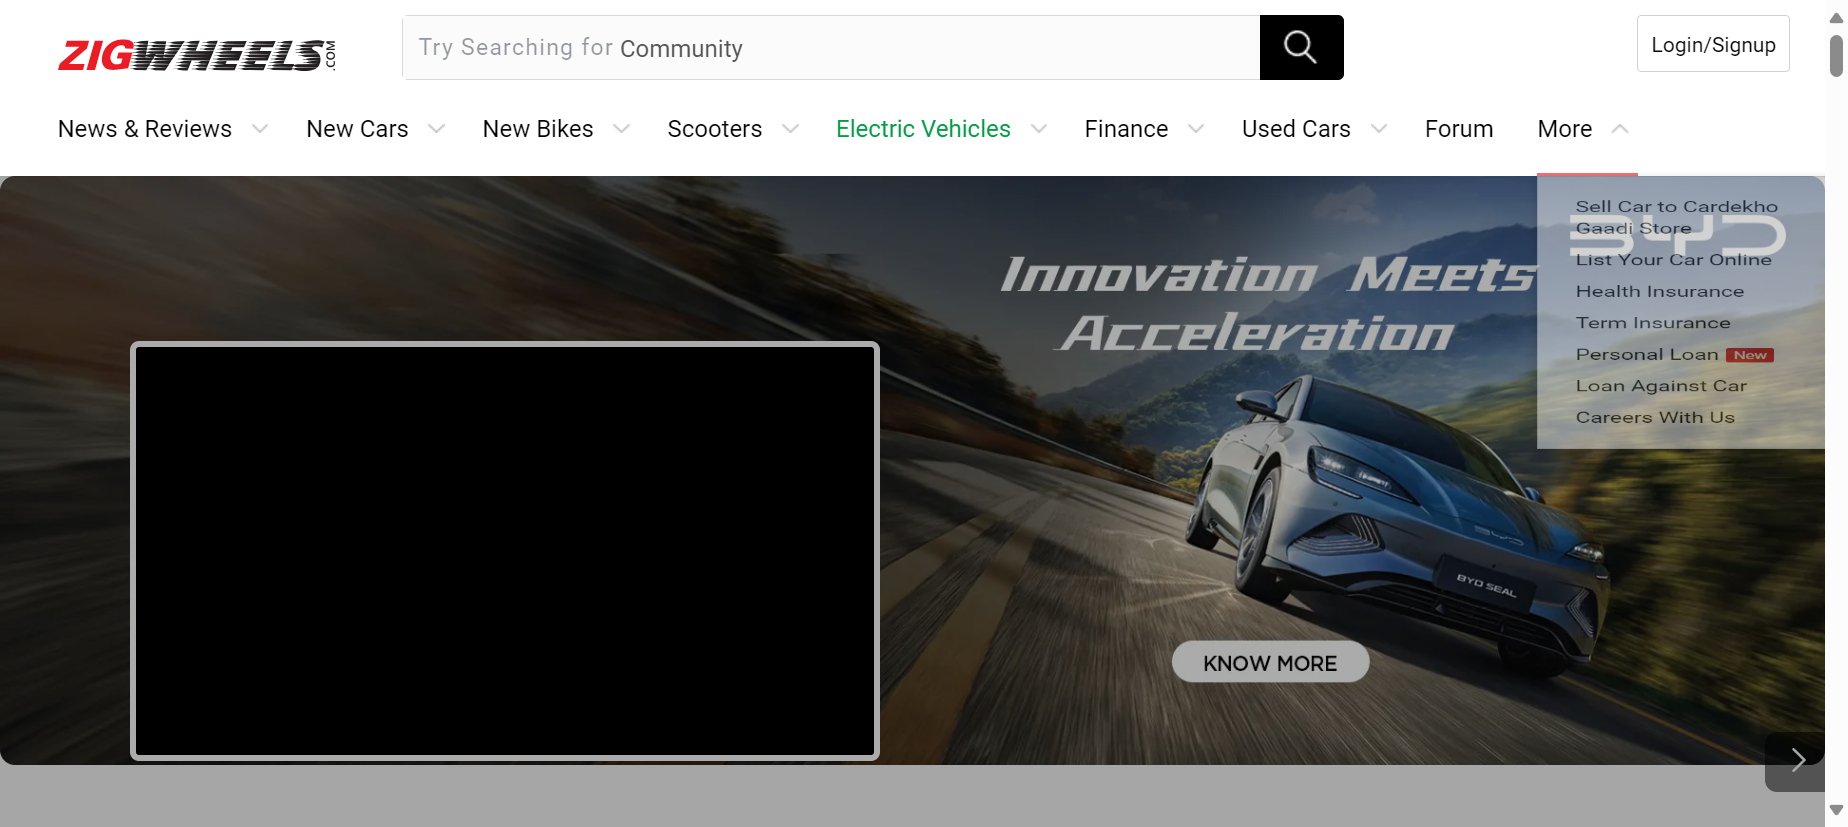 ZIGWHEELS.COM
Try Searching for Community
Login/Signup
News & Reviews
New Cars
New Bikes
Scooters
Electric Vehicles
Finance
Used Cars
Forum
More
Sell Car to Cardekho
Gaadi Store
List Your Car Online
Health Insurance
Term Insurance
Personal Loan New
Loan Against Car
Careers With Us
BYD
Innovation Meets
Acceleration
BYD
BYD SEAL
KNOW MORE